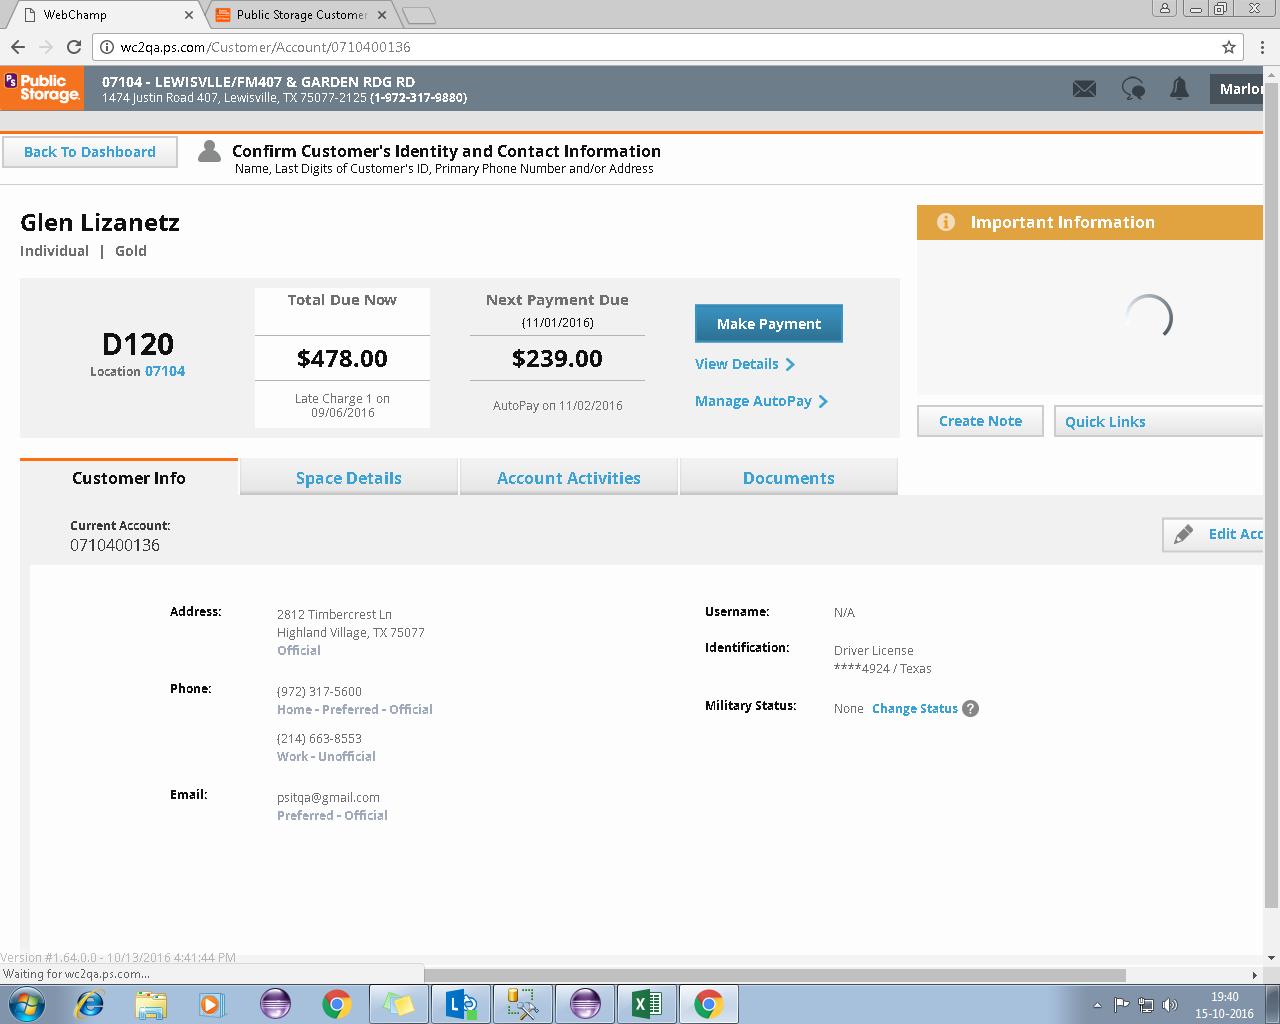 WebChamp
Public Storage Customer
wc2qa.ps.com/Customer/Account/0710400136
PS Public Storage.
07104 - LEWISVLLE/FM407 & GARDEN RDG RD
1474 Justin Road 407, Lewisville, TX 75077-2125 (1-972-317-9880)
Marlon
Back To Dashboard
Confirm Customer's Identity and Contact Information
Name, Last Digits of Customer's ID, Primary Phone Number and/or Address
Glen Lizanetz
Individual | Gold
Important Information
D120
Location 07104
Total Due Now
$478.00
Late Charge 1 on
09/06/2016
Next Payment Due
(11/01/2016)
$239.00
AutoPay on 11/02/2016
Make Payment
View Details
Manage AutoPay
Create Note
Quick Links
Customer Info
Space Details
Account Activities
Documents
Current Account:
0710400136
Edit Acc
Address:
2812 Timbercrest Ln
Highland Village, TX 75077
Official
Phone:
(972) 317-5600
Home - Preferred - Official
(214) 663-8553
Work - Unofficial
Email:
psitqa@gmail.com
Preferred - Official
Username:
N/A
Identification:
Driver License
****4924 / Texas
Military Status:
None Change Status ?
Version #1.64.0.0 - 10/13/2016 4:41:44 PM
Waiting for wc2qa.ps.com...
19:40
15-10-2016